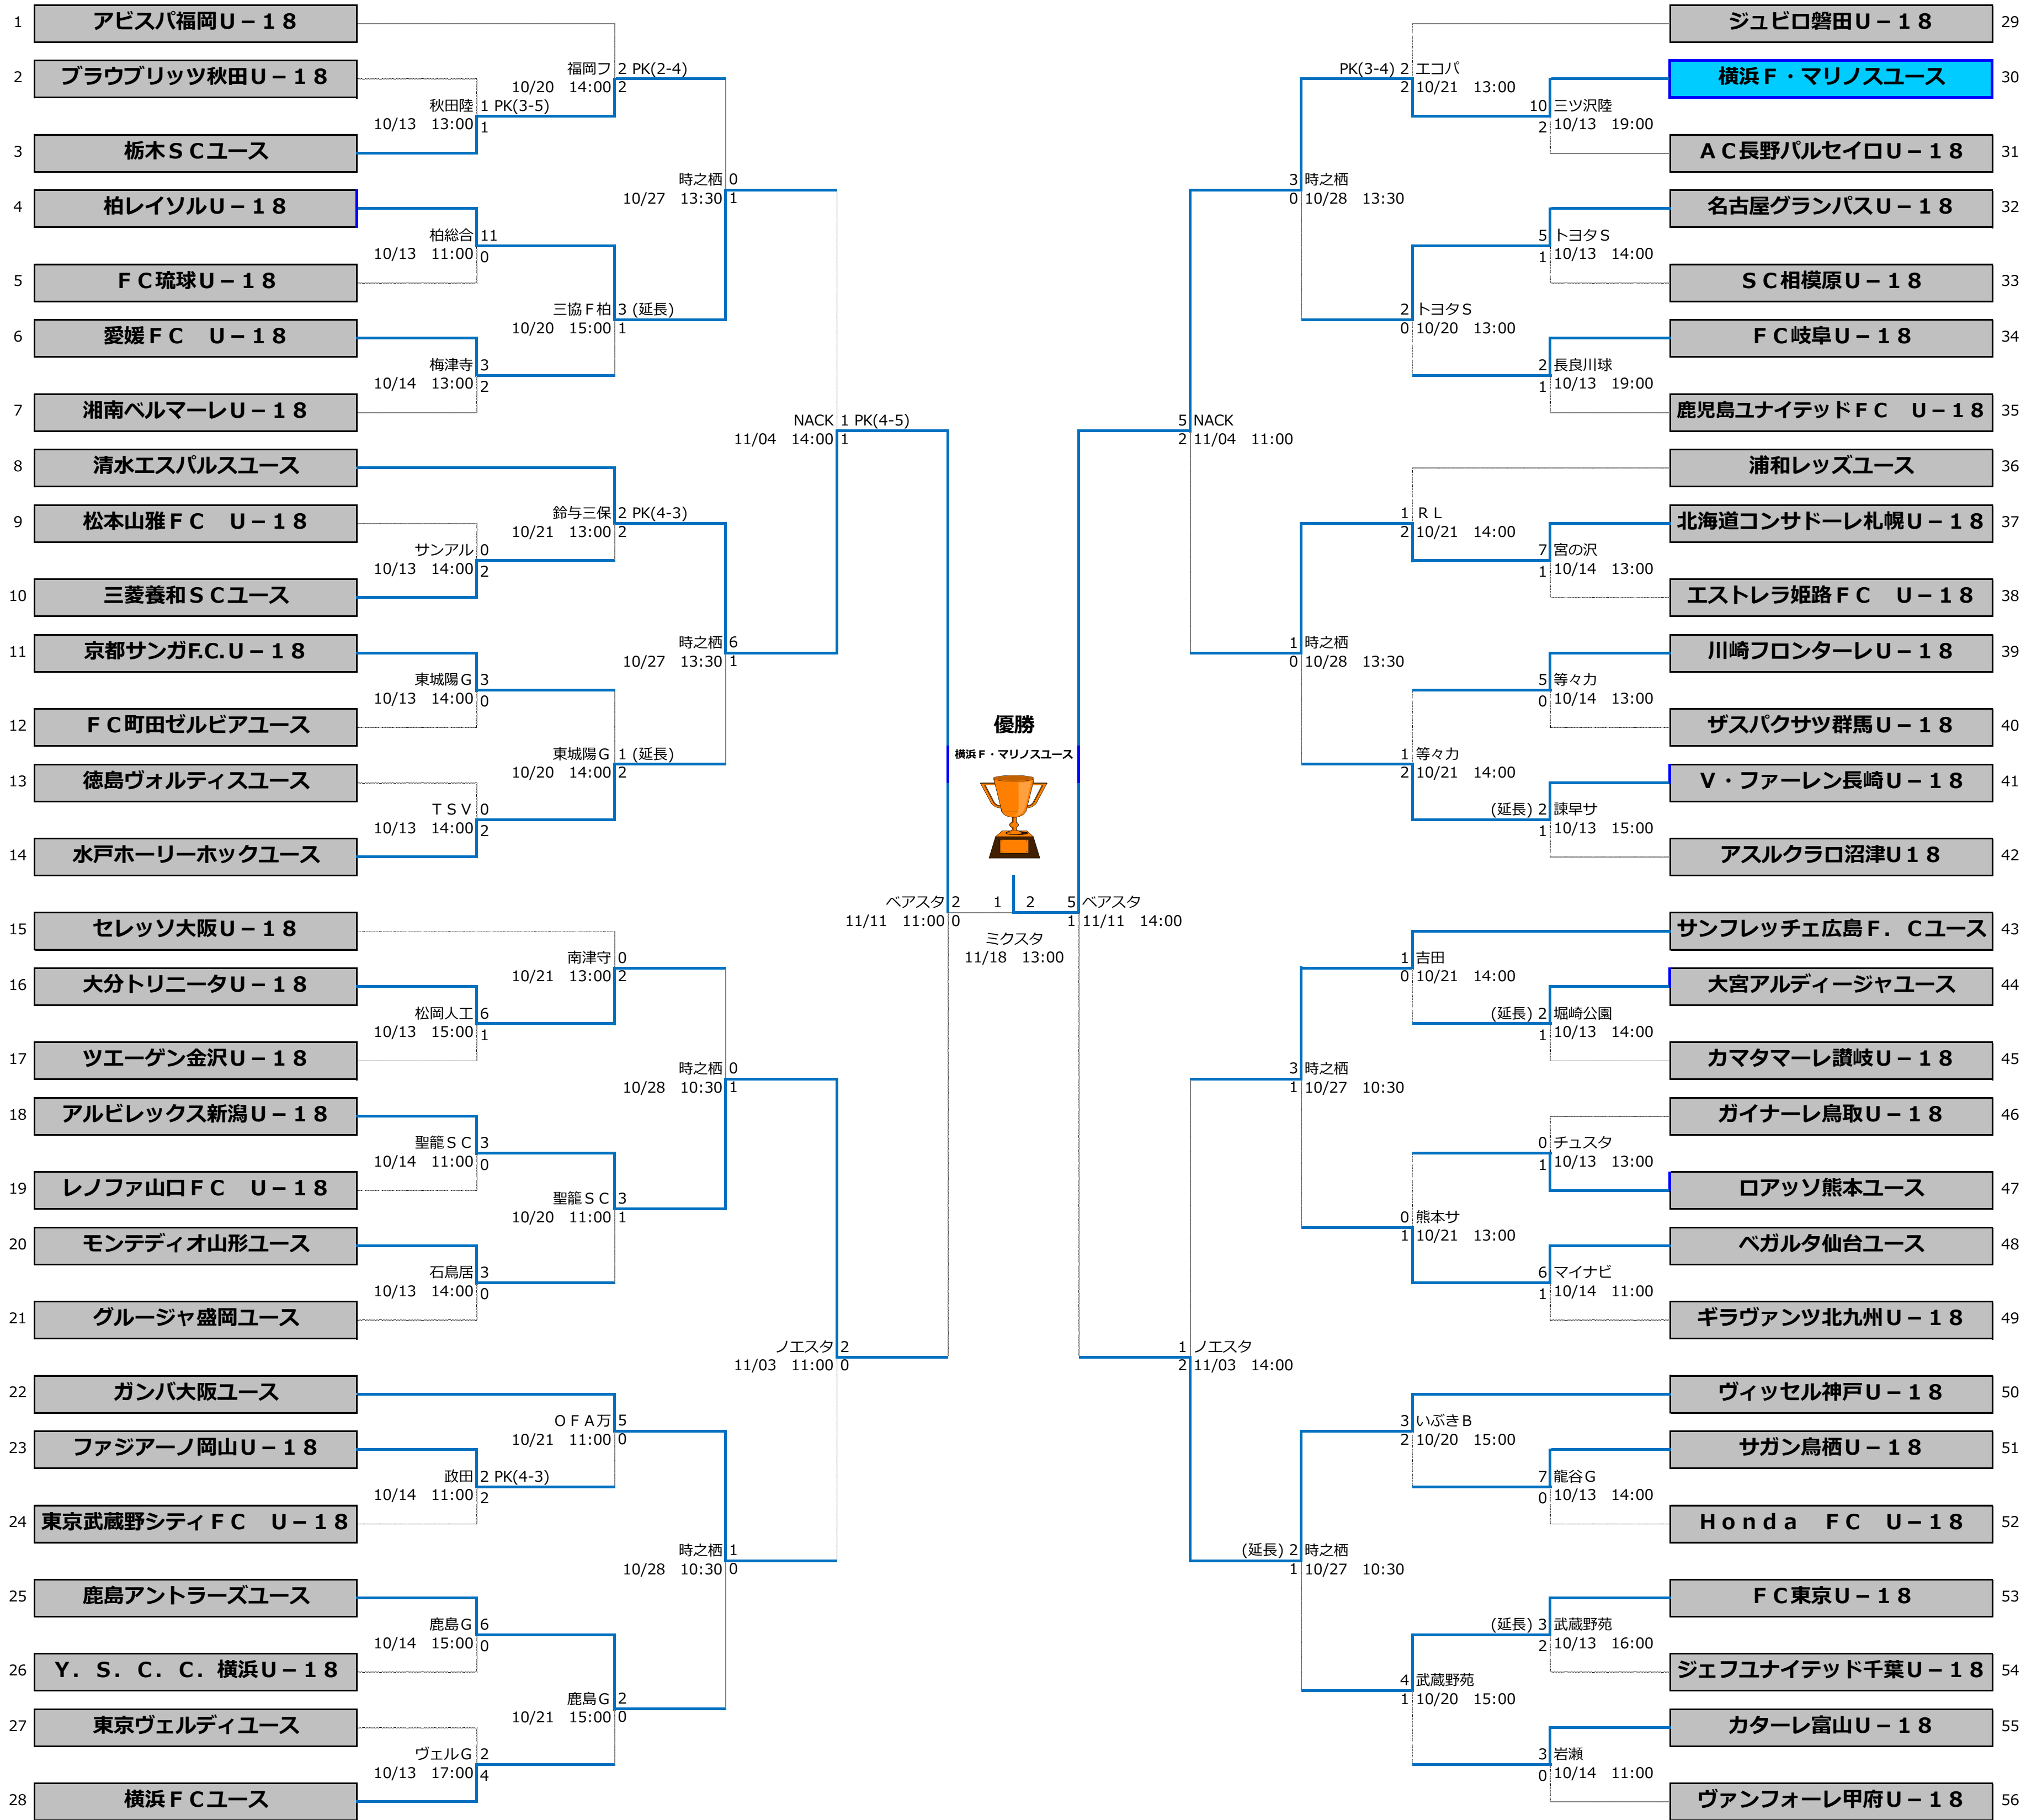 1 アビスパ福岡Ｕ－１８
2 ブラウブリッツ秋田Ｕ－１８
3 栃木ＳＣユース
4 柏レイソルＵ－１８
5 ＦＣ琉球Ｕ－１８
6 愛媛ＦＣ　Ｕ－１８
7 湘南ベルマーレＵ－１８
8 清水エスパルスユース
9 松本山雅ＦＣ　Ｕ－１８
10 三菱養和ＳＣユース
11 京都サンガF.C.Ｕ－１８
12 ＦＣ町田ゼルビアユース
13 徳島ヴォルティスユース
14 水戸ホーリーホックユース
15 セレッソ大阪Ｕ－１８
16 大分トリニータＵ－１８
17 ツエーゲン金沢Ｕ－１８
18 アルビレックス新潟Ｕ－１８
19 レノファ山口ＦＣ　Ｕ－１８
20 モンテディオ山形ユース
21 グルージャ盛岡ユース
22 ガンバ大阪ユース
23 ファジアーノ岡山Ｕ－１８
24 東京武蔵野シティＦＣ　Ｕ－１８
25 鹿島アントラーズユース
26 Ｙ．Ｓ．Ｃ．Ｃ．横浜Ｕ－１８
27 東京ヴェルディユース
28 横浜ＦＣユース
秋田陸 1 PK(3-5)
10/13 13:00 1
柏総合 11
10/13 11:00 0
梅津寺 3
10/14 13:00 2
サンアル 0
10/13 14:00 2
東城陽Ｇ 3
10/13 14:00 0
ＴＳＶ 0
10/13 14:00 2
松岡人工 6
10/13 15:00 1
聖籠ＳＣ 3
10/14 11:00 0
石鳥居 3
10/13 14:00 0
政田 2 PK(4-3)
10/14 11:00 2
鹿島Ｇ 6
10/14 15:00 0
ヴェルＧ 2
10/13 17:00 4
福岡フ 2 PK(2-4)
10/20 14:00 2
三協Ｆ柏 3 (延長)
10/20 15:00 1
鈴与三保 2 PK(4-3)
10/21 13:00 2
東城陽Ｇ 1 (延長)
10/20 14:00 2
南津守 0
10/21 13:00 2
聖籠ＳＣ 3
10/20 11:00 1
ＯＦＡ万 5
10/21 11:00 0
鹿島Ｇ 2
10/21 15:00 0
時之栖 0
10/27 13:30 1
時之栖 6
10/27 13:30 1
時之栖 0
10/28 10:30 1
時之栖 1
10/28 10:30 0
NACK 1 PK(4-5)
11/04 14:00 1
ノエスタ 2
11/03 11:00 0
ベアスタ 2
11/11 11:00 0
優勝
横浜Ｆ・マリノスユース
1 2
ミクスタ
11/18 13:00
5 ベアスタ
1 11/11 14:00
5 NACK
2 11/04 11:00
1 ノエスタ
2 11/03 14:00
3 時之栖
0 10/28 13:30
1 時之栖
0 10/28 13:30
3 時之栖
1 10/27 10:30
(延長) 2 時之栖
1 10/27 10:30
PK(3-4) 2 エコパ
2 10/21 13:00
2 トヨタＳ
0 10/20 13:00
1 ＲＬ
2 10/21 14:00
1 等々力
2 10/21 14:00
1 吉田
0 10/21 14:00
0 熊本サ
1 10/21 13:00
3 いぶきＢ
2 10/20 15:00
4 武蔵野苑
1 10/20 15:00
10 三ツ沢陸
2 10/13 19:00
5 トヨタＳ
1 10/13 14:00
2 長良川球
1 10/13 19:00
7 宮の沢
1 10/14 13:00
5 等々力
0 10/14 13:00
(延長) 2 諫早サ
1 10/13 15:00
(延長) 2 堀崎公園
1 10/13 14:00
0 チュスタ
1 10/13 13:00
6 マイナビ
1 10/14 11:00
7 龍谷Ｇ
0 10/13 14:00
(延長) 3 武蔵野苑
2 10/13 16:00
3 岩瀬
0 10/14 11:00
ジュビロ磐田Ｕ－１８ 29
横浜Ｆ・マリノスユース 30
ＡＣ長野パルセイロＵ－１８ 31
名古屋グランパスＵ－１８ 32
ＳＣ相模原Ｕ－１８ 33
ＦＣ岐阜Ｕ－１８ 34
鹿児島ユナイテッドＦＣ　Ｕ－１８ 35
浦和レッズユース 36
北海道コンサドーレ札幌Ｕ－１８ 37
エストレラ姫路ＦＣ　Ｕ－１８ 38
川崎フロンターレＵ－１８ 39
ザスパクサツ群馬Ｕ－１８ 40
Ｖ・ファーレン長崎Ｕ－１８ 41
アスルクラロ沼津Ｕ１８ 42
サンフレッチェ広島Ｆ．Ｃユース 43
大宮アルディージャユース 44
カマタマーレ讃岐Ｕ－１８ 45
ガイナーレ鳥取Ｕ－１８ 46
ロアッソ熊本ユース 47
ベガルタ仙台ユース 48
ギラヴァンツ北九州Ｕ－１８ 49
ヴィッセル神戸Ｕ－１８ 50
サガン鳥栖Ｕ－１８ 51
Ｈｏｎｄａ　ＦＣ　Ｕ－１８ 52
ＦＣ東京Ｕ－１８ 53
ジェフユナイテッド千葉Ｕ－１８ 54
カターレ富山Ｕ－１８ 55
ヴァンフォーレ甲府Ｕ－１８ 56